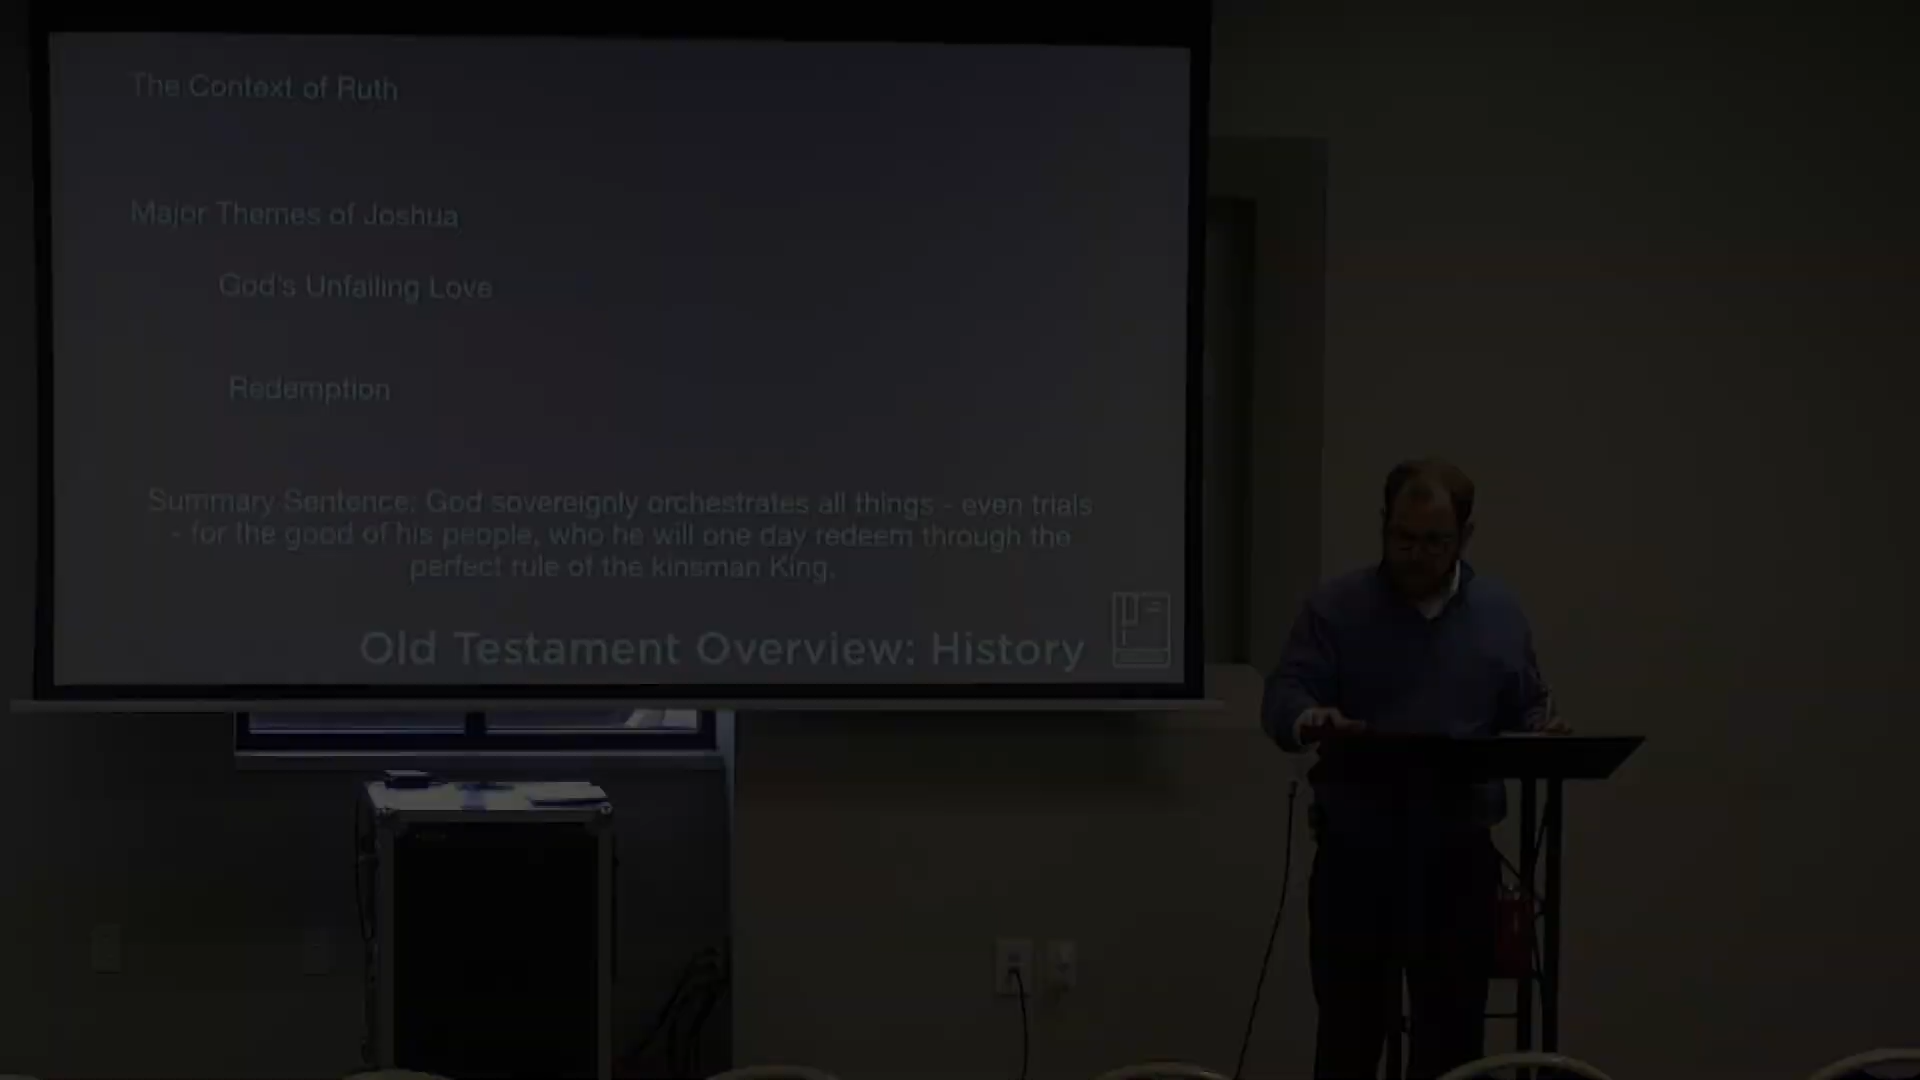 The Context of Ruth
Major Themes of Joshua
God's Unfailing Love
Redemption
Summary Sentence: God sovereignly orchestrates all things - even trials
- for the good of his people, who he will one day redeem through the
perfect rule of the kinsman King.
Old Testament Overview: History